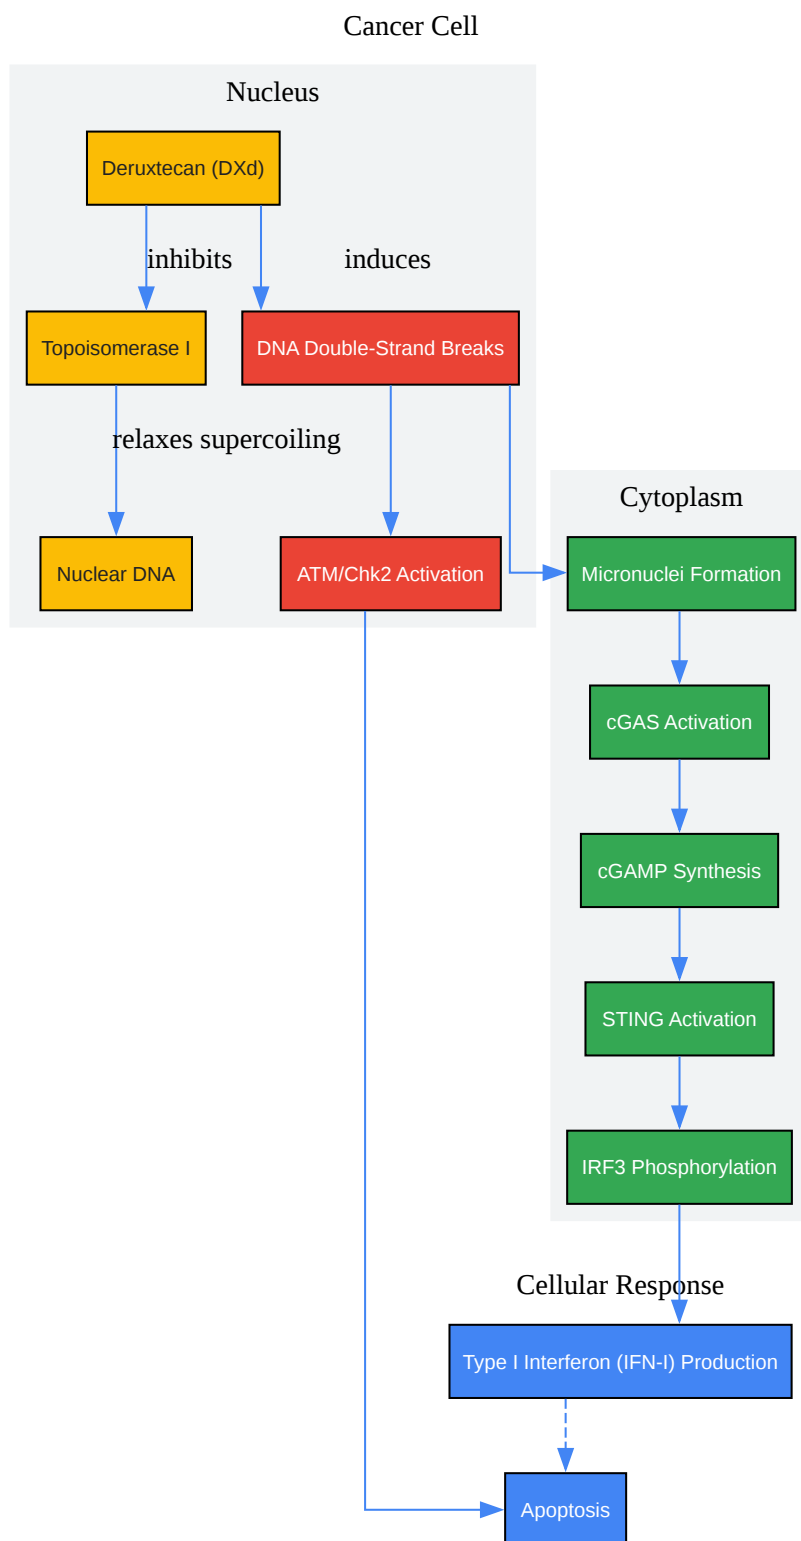 Cancer Cell
Nucleus
Deruxtecan (DXd)
inhibits
induces
Topoisomerase I
DNA Double-Strand Breaks
relaxes supercoiling
Cytoplasm
Nuclear DNA
ATM/Chk2 Activation
Micronuclei Formation
cGAS Activation
cGAMP Synthesis
STING Activation
IRF3 Phosphorylation
Cellular Response
Type I Interferon (IFN-I) Production
Apoptosis